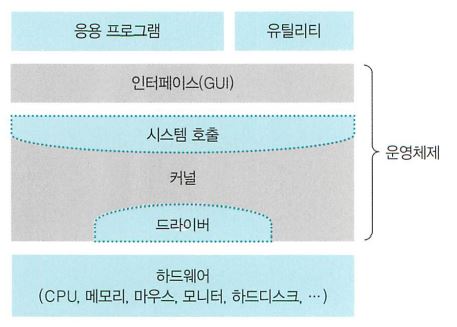 응용 프로그램
유틸리티
인터페이스(GUI)
시스템 호출
커널
운영체제
드라이버
하드웨어
(CPU, 메모리, 마우스, 모니터, 하드디스크, …)